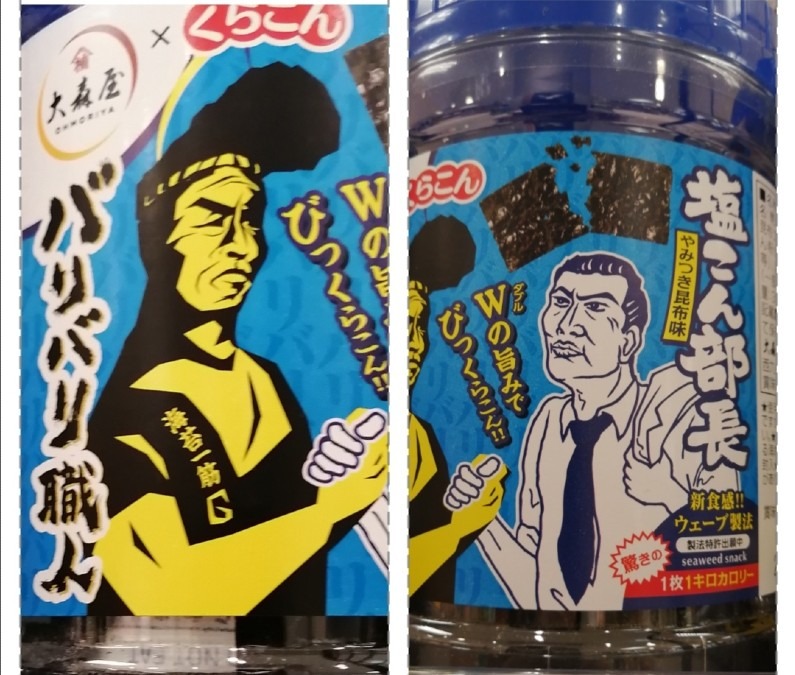 大森屋
OHMORIYA
×
くらこん
バリバリ職人
Wの旨
びっくらこん!!
海苔一筋
らこん
塩こん部長
やみつき昆布味
ダブル
Wの旨みで
びっくらこん!!
新食感!!
ウェーブ製法
製法特許出願中
seaweed snack
驚きの
1枚1キロカロリー